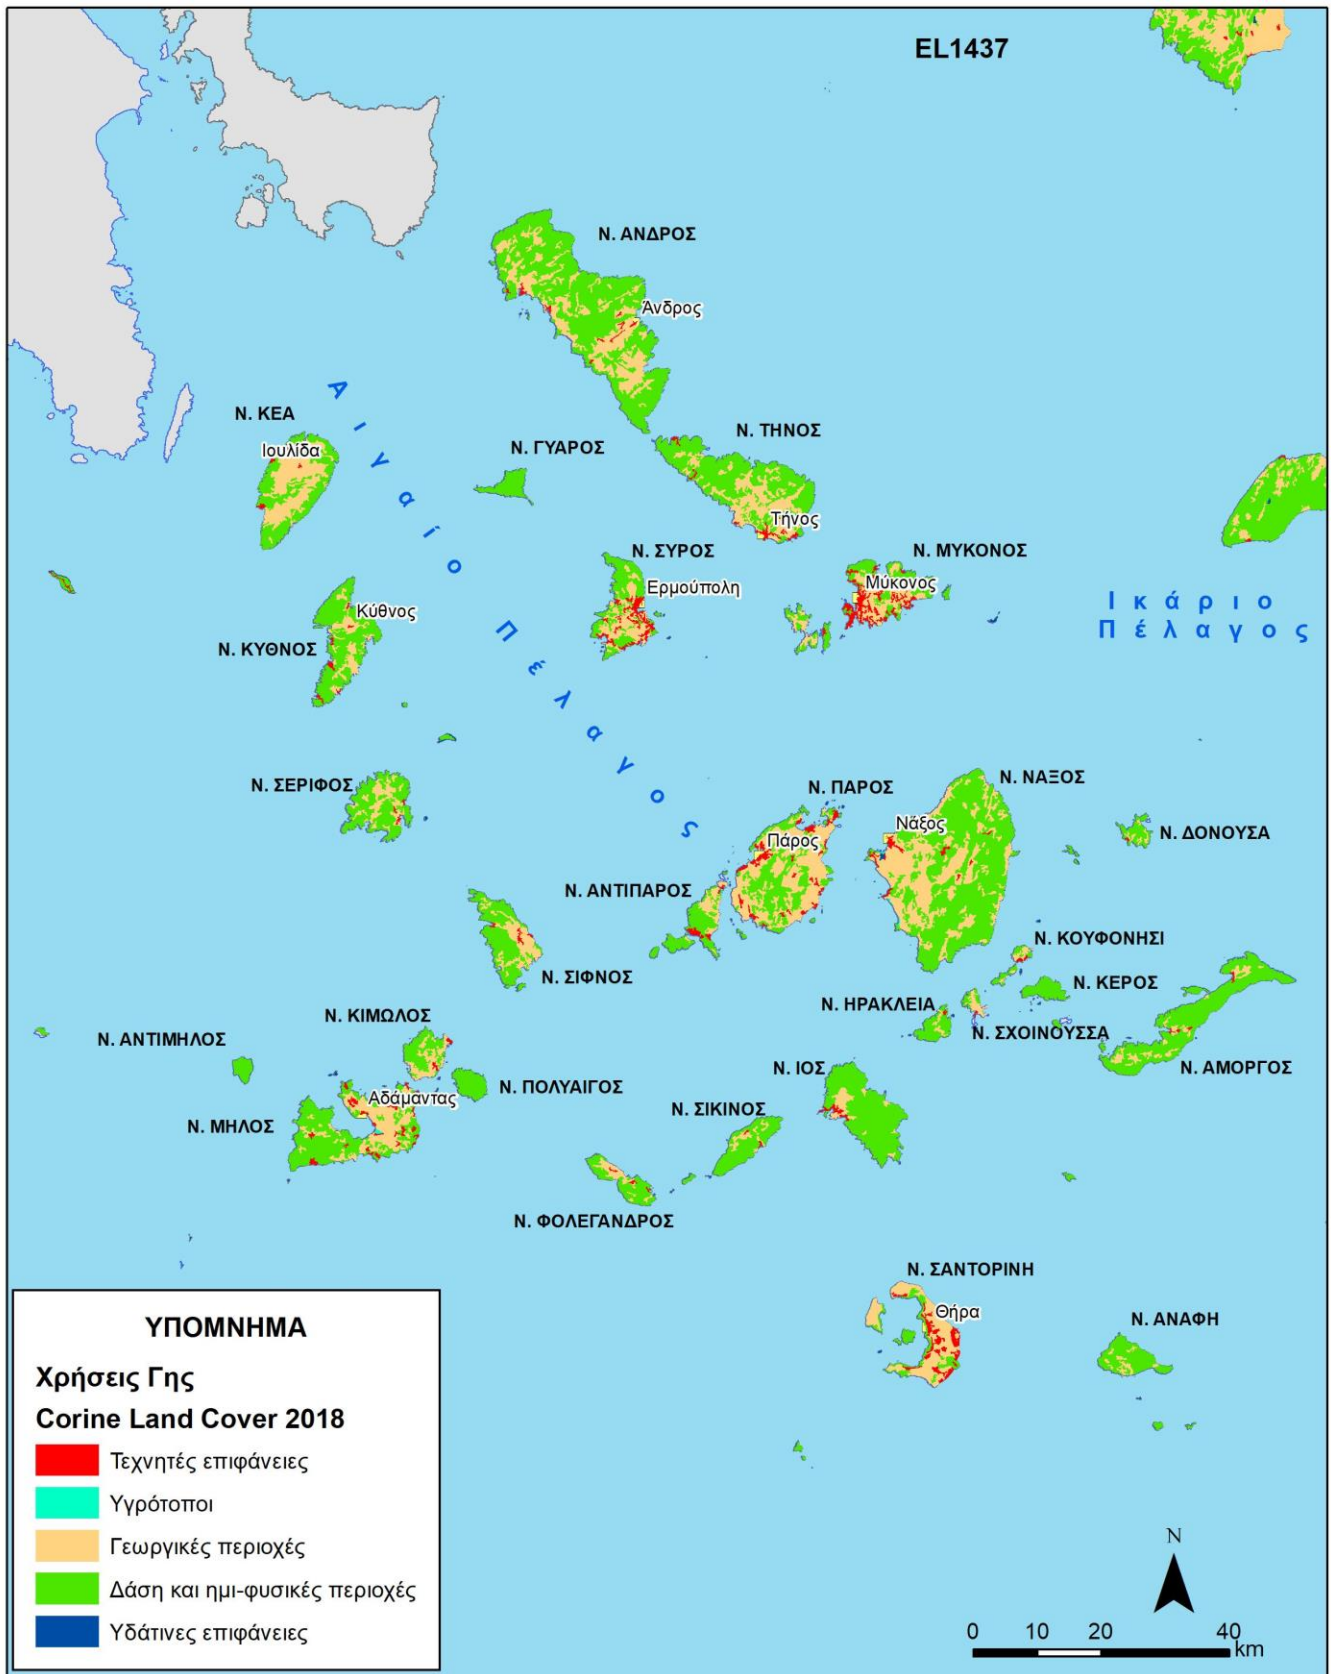 EL1437
Ν. ΑΝΔΡΟΣ
Άνδρος
Ν. ΚΕΑ
Ιουλίδα
Ν. ΤΗΝΟΣ
Ν. ΓΥΑΡΟΣ
Τήνος
Αιγαίο Πέλαγος
Ν. ΣΥΡΟΣ
Ν. ΜΥΚΟΝΟΣ
Ερμούπολη
Μύκονος
Ικάριο
Πέλαγος
Κύθνος
Ν. ΚΥΘΝΟΣ
Ν. ΣΕΡΙΦΟΣ
Ν. ΠΑΡΟΣ
Ν. ΝΑΞΟΣ
Νάξος
Πάρος
Ν. ΔΟΝΟΥΣΑ
Ν. ΑΝΤΙΠΑΡΟΣ
Ν. ΚΟΥΦΟΝΗΣΙ
Ν. ΣΙΦΝΟΣ
Ν. ΚΕΡΟΣ
Ν. ΗΡΑΚΛΕΙΑ
Ν. ΚΙΜΩΛΟΣ
Ν. ΣΧΟΙΝΟΥΣΣΑ
Ν. ΑΝΤΙΜΗΛΟΣ
Ν. ΙΟΣ
Ν. ΑΜΟΡΓΟΣ
Ν. ΠΟΛΥΑΙΓΟΣ
Αδάμαντας
Ν. ΣΙΚΙΝΟΣ
Ν. ΜΗΛΟΣ
Ν. ΦΟΛΕΓΑΝΔΡΟΣ
Ν. ΣΑΝΤΟΡΙΝΗ
Θήρα
Ν. ΑΝΑΦΗ
ΥΠΟΜΝΗΜΑ
Χρήσεις Γης
Corine Land Cover 2018
Τεχνητές επιφάνειες
Υγρότοποι
Γεωργικές περιοχές
Δάση και ημι-φυσικές περιοχές
Υδάτινες επιφάνειες
N
0 10 20 40
km